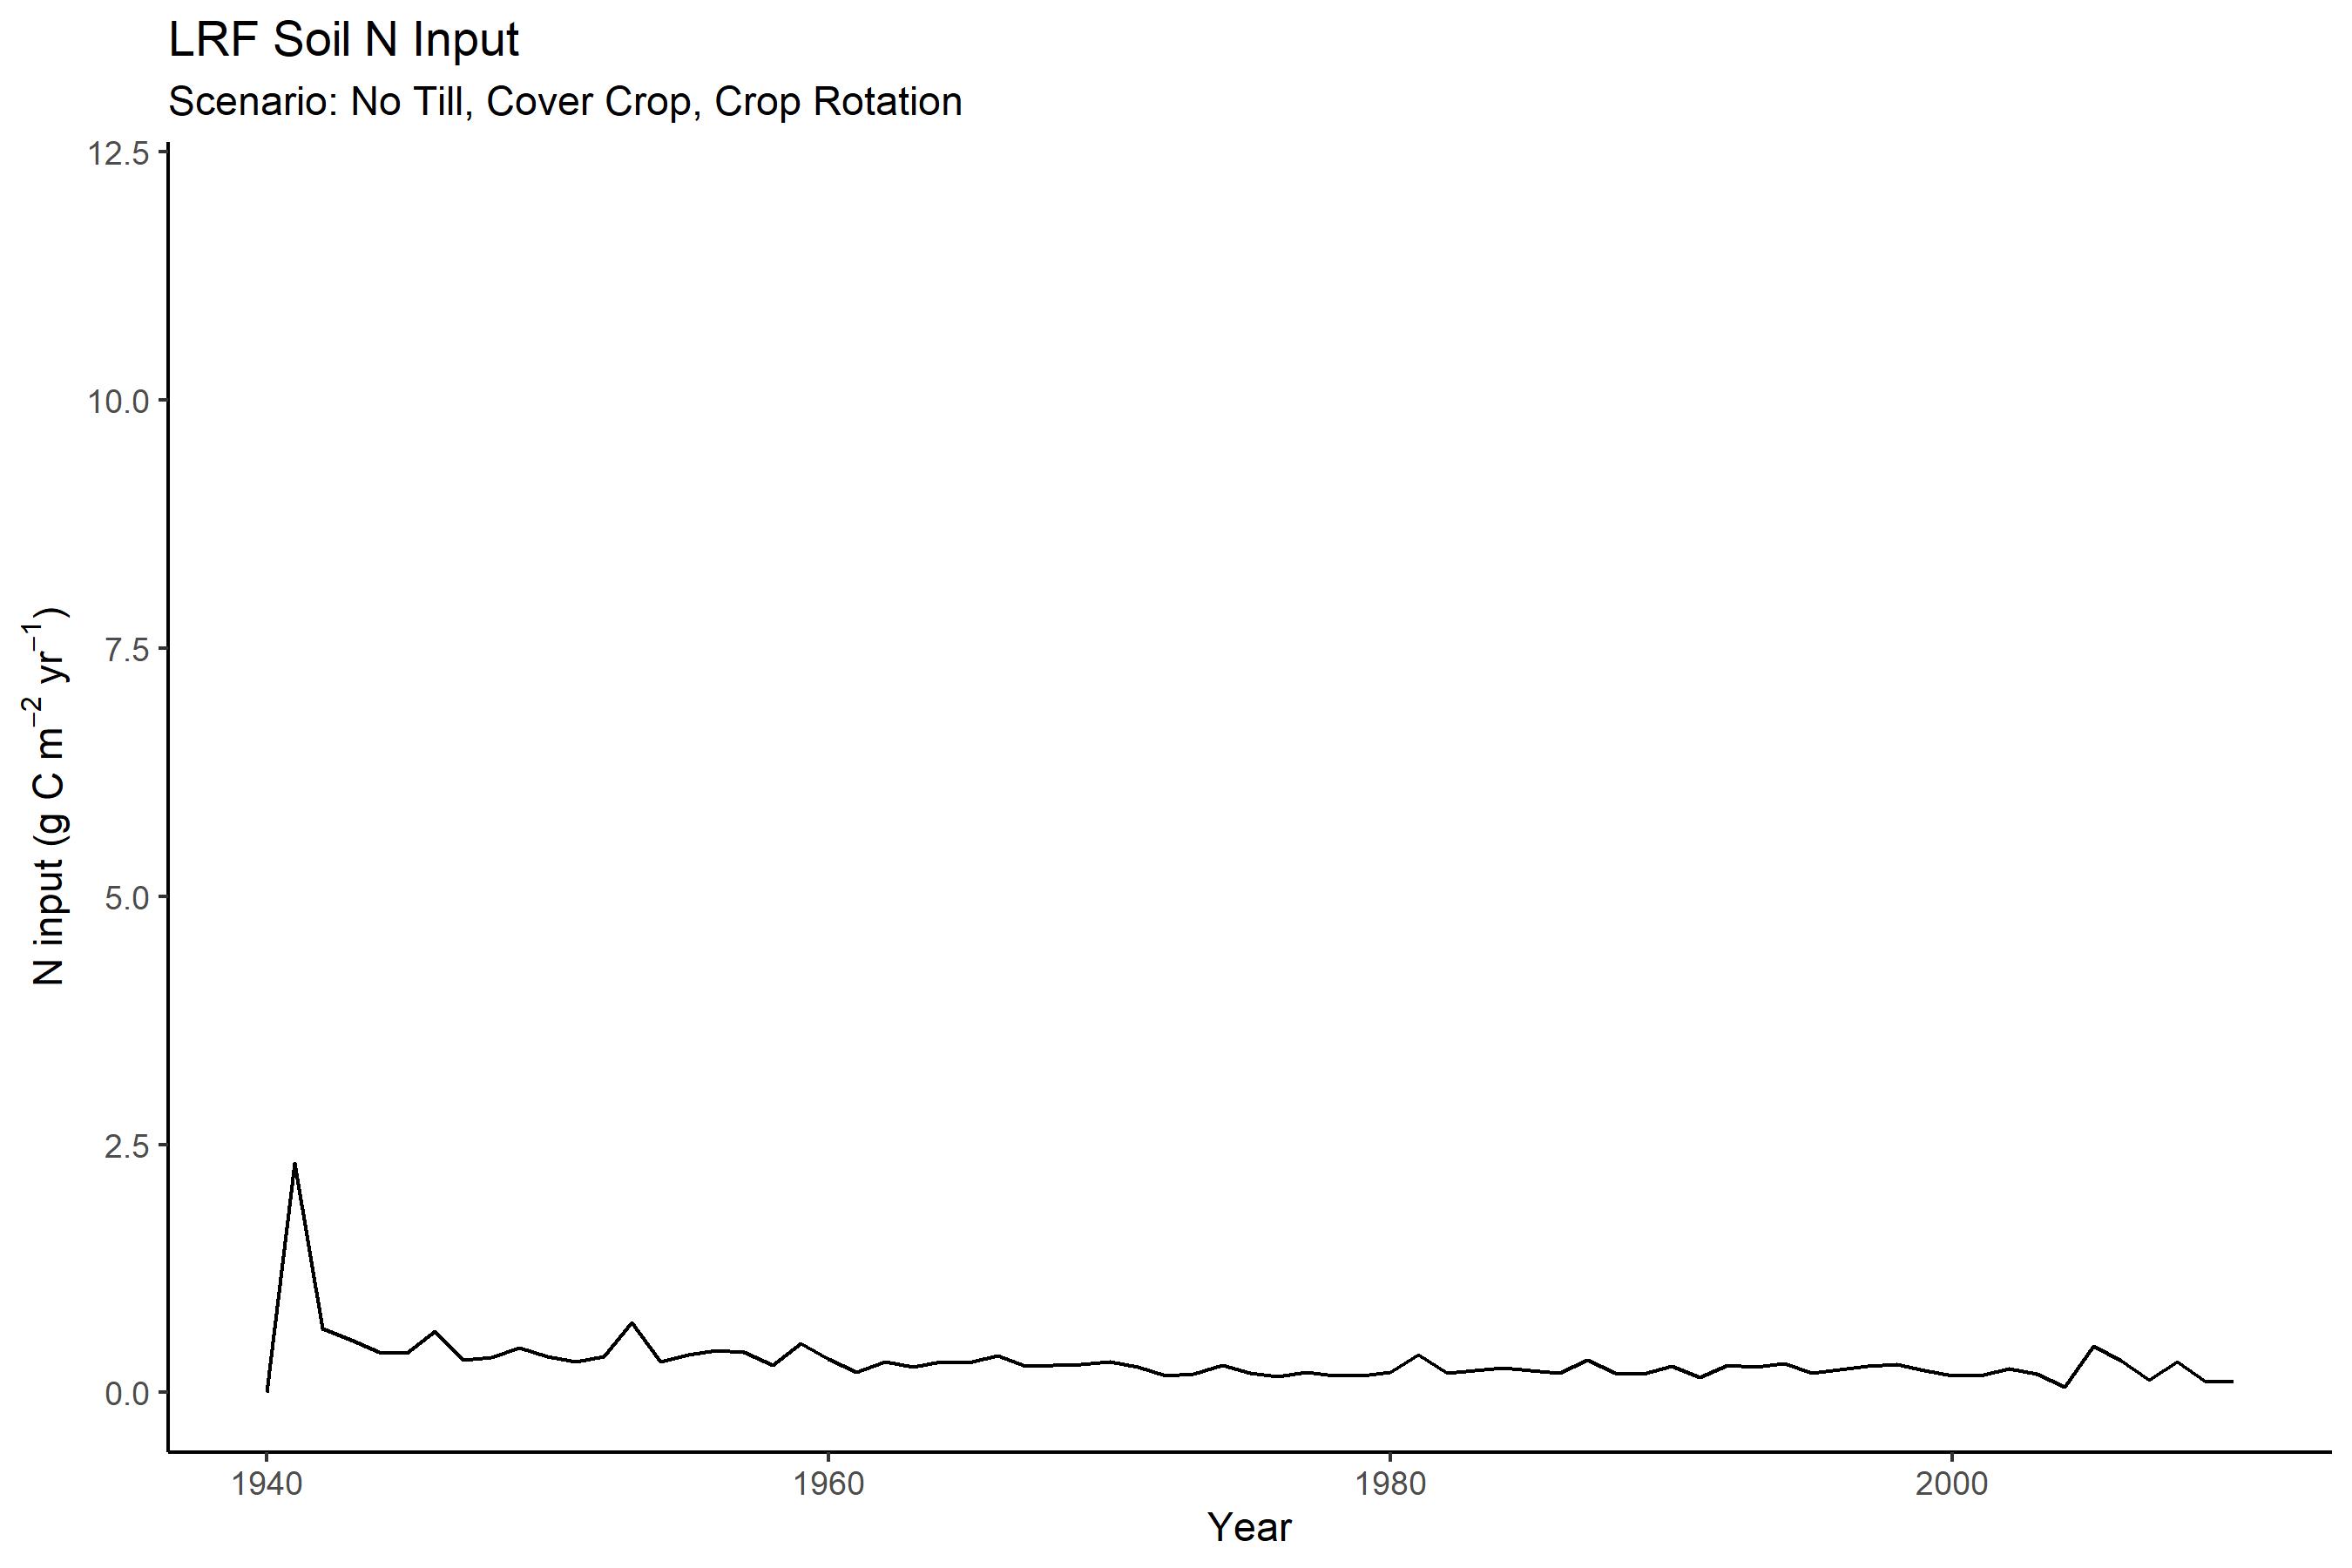 LRF Soil N Input
Scenario: No Till, Cover Crop, Crop Rotation
12.5
10.0
7.5
5.0
2.5
0.0
N input (g C m⁻² yr⁻¹)
1940 1960 1980 2000
Year